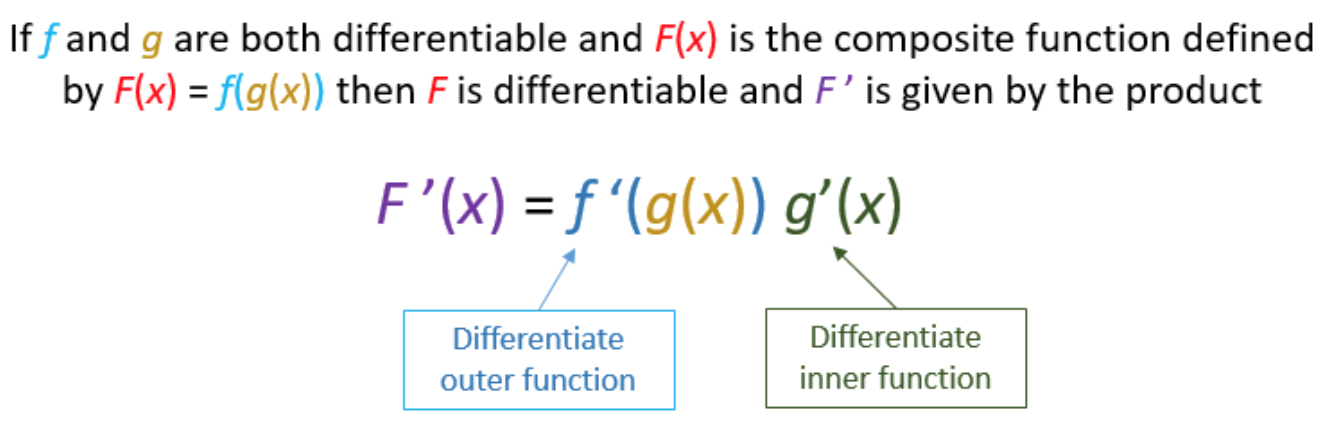 If f and g are both differentiable and F(x) is the composite function defined
by F(x) = f(g(x)) then F is differentiable and F ’ is given by the product
F ’(x) = f ‘(g(x)) g’(x)
Differentiate
outer function
Differentiate
inner function